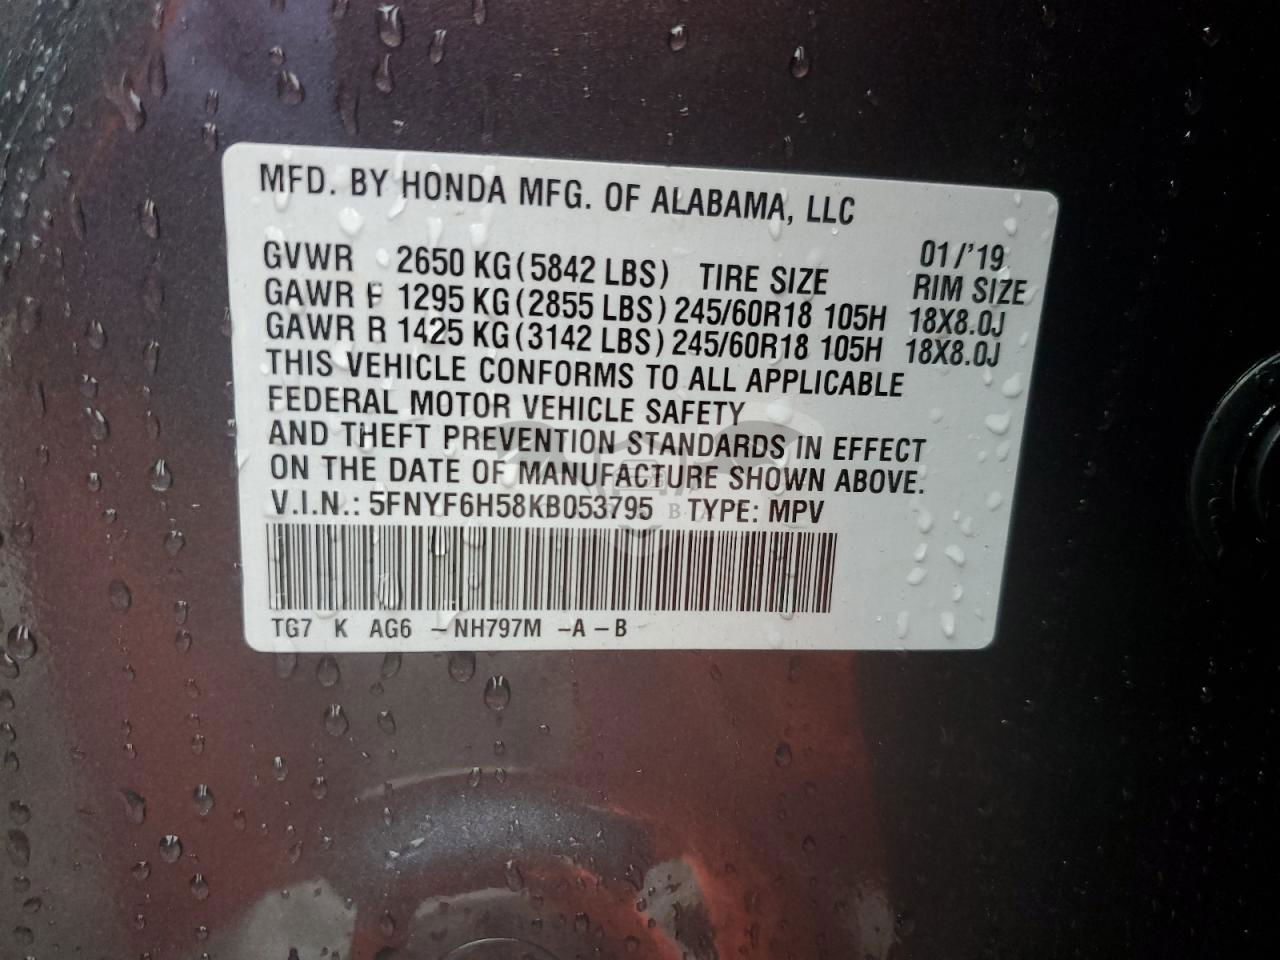 MFD. BY HONDA MFG. OF ALABAMA, LLC
01/'19
GVWR 2650 KG(5842 LBS) TIRE SIZE RIM SIZE
GAWR F 1295 KG(2855 LBS) 245/60R18 105H 18X8.0J
GAWR R 1425 KG(3142 LBS) 245/60R18 105H 18X8.0J
THIS VEHICLE CONFORMS TO ALL APPLICABLE
FEDERAL MOTOR VEHICLE SAFETY
AND THEFT PREVENTION STANDARDS IN EFFECT
ON THE DATE OF MANUFACTURE SHOWN ABOVE.
V.I.N.: 5FNYF6H58KB053795 TYPE: MPV
TG7 K AG6 -NH797M -A-B